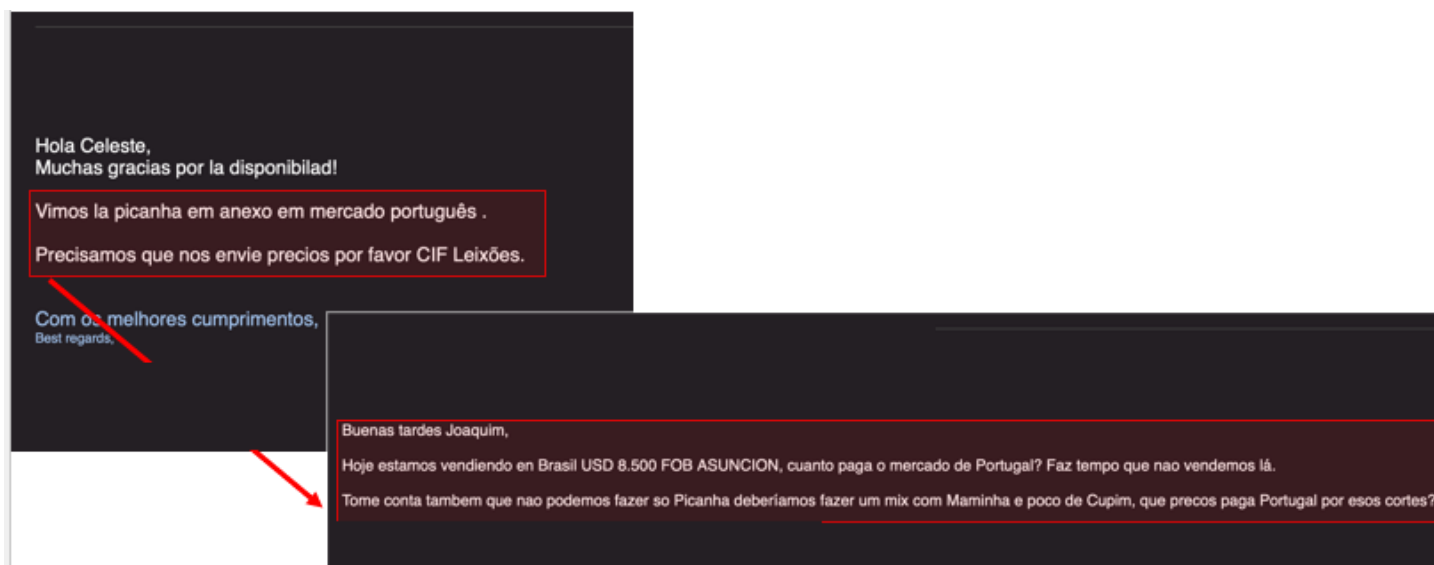 Hola Celeste,
Muchas gracias por la disponibilad!
Vimos la picanha em anexo em mercado português .
Precisamos que nos envie precios por favor CIF Leixões.
Com os melhores cumprimentos,
Best regards,
Buenas tardes Joaquim,
Hoje estamos vendiendo en Brasil USD 8.500 FOB ASUNCION, cuanto paga o mercado de Portugal? Faz tempo que nao vendemos lá.
Tome conta tambem que nao podemos fazer so Picanha deberíamos fazer um mix com Maminha e poco de Cupim, que precos paga Portugal por esos cortes?